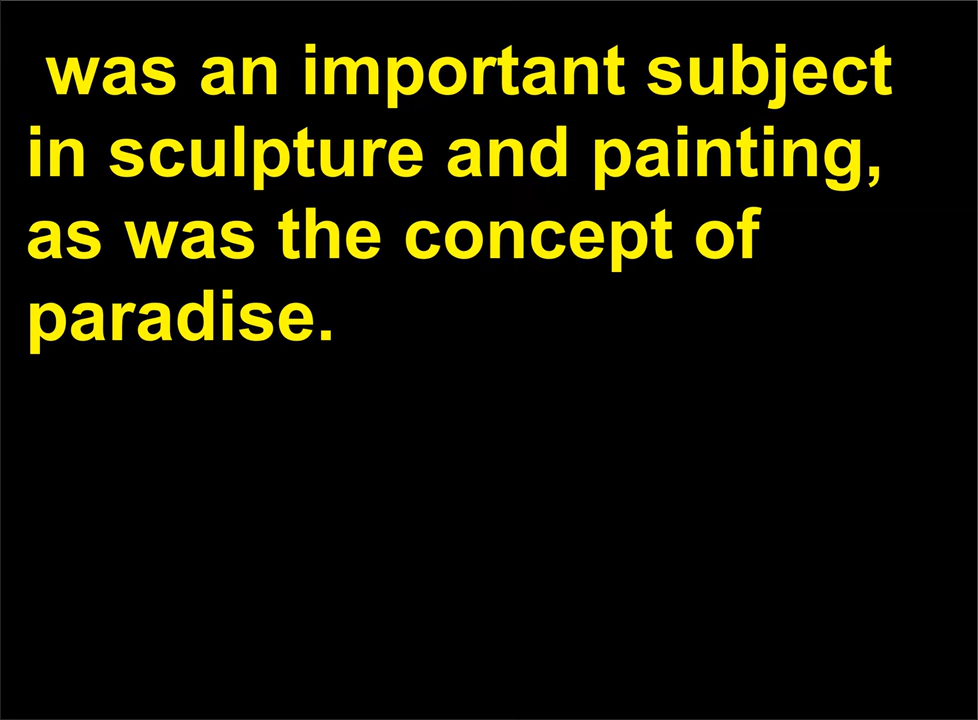 was an important subject
in sculpture and painting,
as was the concept of
paradise.